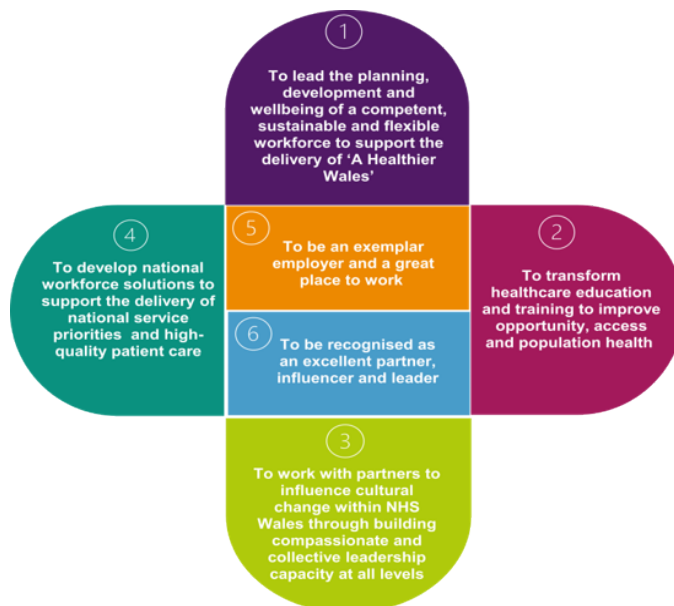 1
To lead the planning,
development and
wellbeing of a competent,
sustainable and flexible
workforce to support the
delivery of ‘A Healthier
Wales’
4
To develop national
workforce solutions to
support the delivery of
national service
priorities and high-
quality patient care
5
To be an exemplar
employer and a great
place to work
2
To transform
healthcare education
and training to improve
opportunity, access
and population health
6
To be recognised as
an excellent partner,
influencer and leader
3
To work with partners to
influence cultural
change within NHS
Wales through building
compassionate and
collective leadership
capacity at all levels